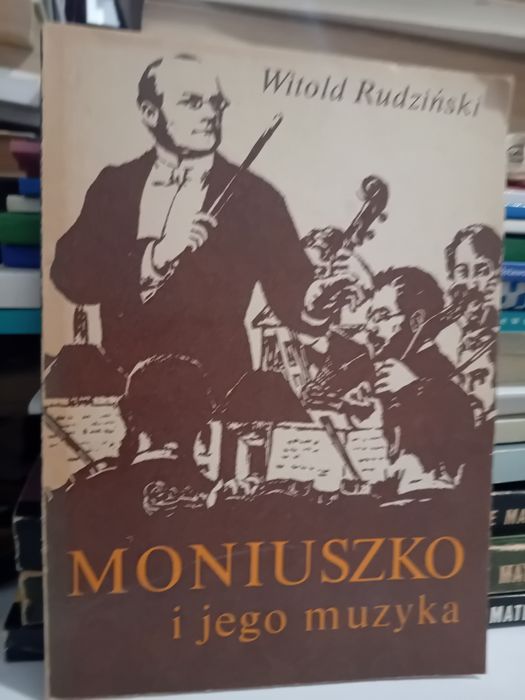 Witold Rudziński
MONIUSZKO
i jego muzyka